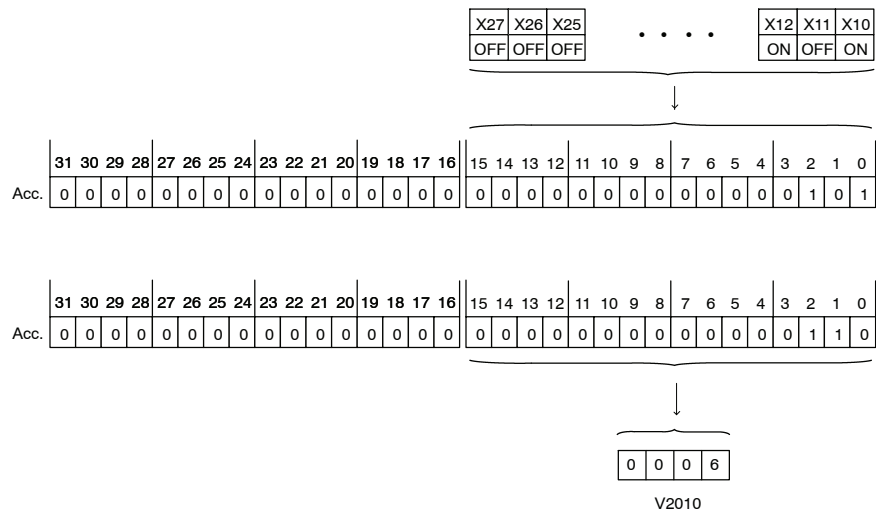 X27 X26 X25 X12 X11 X10
OFF OFF OFF • • • • ON OFF ON
31 30 29 28 27 26 25 24 23 22 21 20 19 18 17 16 15 14 13 12 11 10 9 8 7 6 5 4 3 2 1 0
Acc. 0 0 0 0 0 0 0 0 0 0 0 0 0 0 0 0 0 0 0 0 0 0 0 0 0 0 0 0 0 1 0 1
31 30 29 28 27 26 25 24 23 22 21 20 19 18 17 16 15 14 13 12 11 10 9 8 7 6 5 4 3 2 1 0
Acc. 0 0 0 0 0 0 0 0 0 0 0 0 0 0 0 0 0 0 0 0 0 0 0 0 0 0 0 0 0 1 1 0
0 0 0 6
V2010